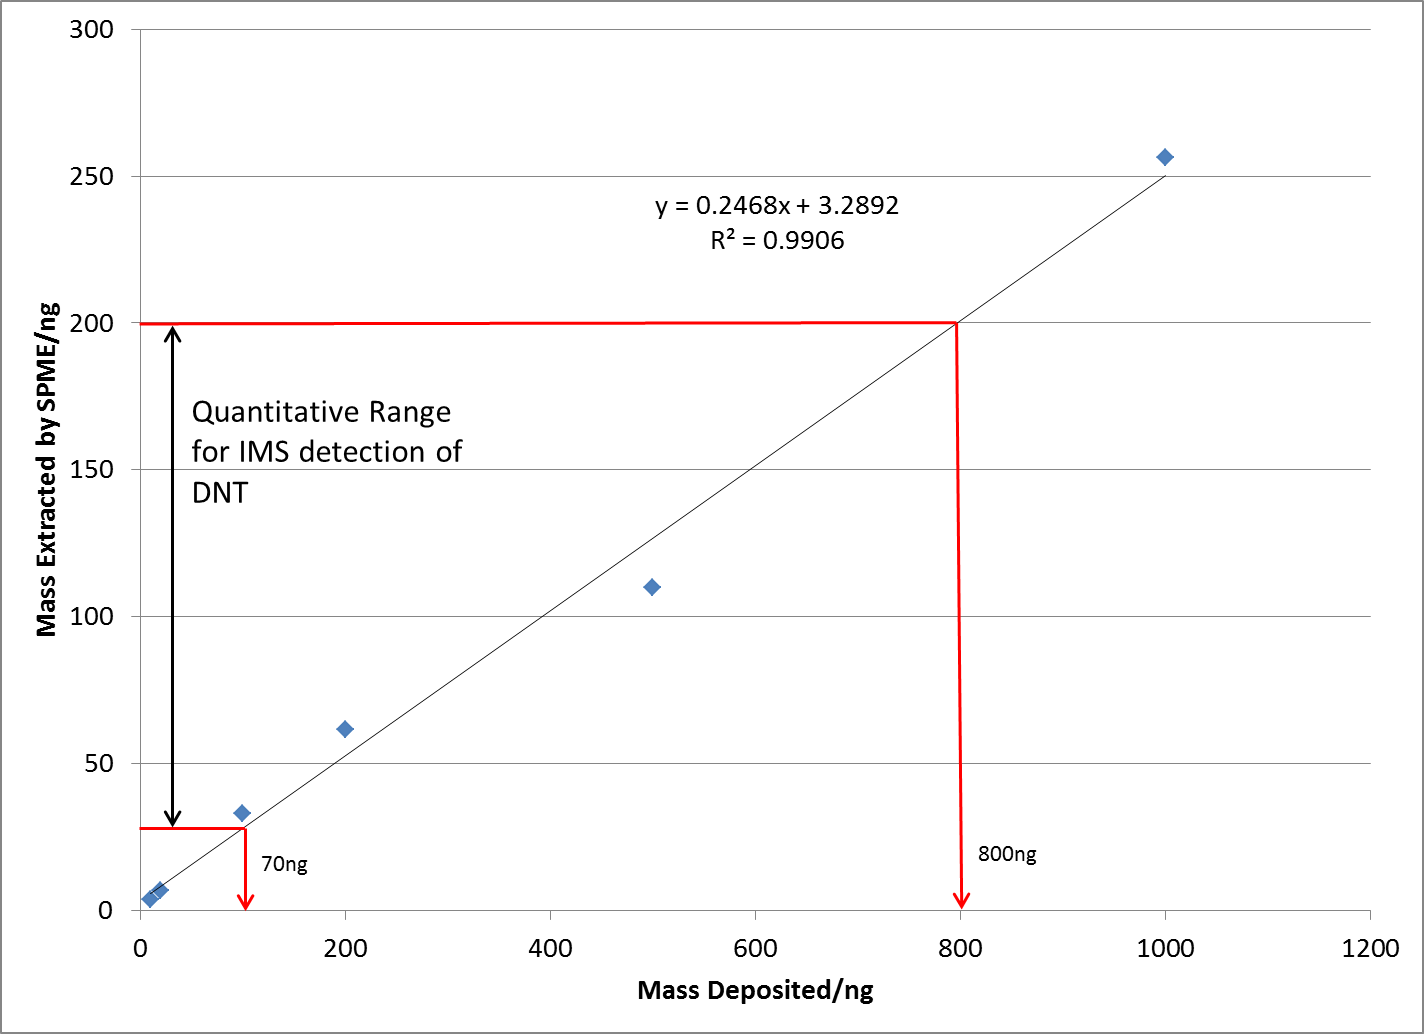 300
250
200
150
100
50
0
Mass Extracted by SPME/ng
y = 0.2468x + 3.2892
R² = 0.9906
Quantitative Range
for IMS detection of
DNT
70ng
800ng
0 200 400 600 800 1000 1200
Mass Deposited/ng